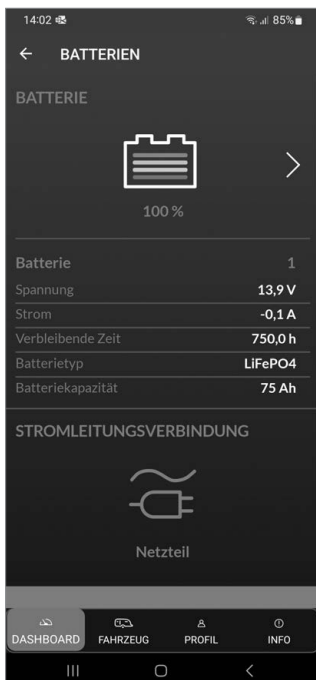 14:02 85%
BATTERIEN
BATTERIE
100 %
Batterie 1
Spannung 13,9 V
Strom -0,1 A
Verbleibende Zeit 750,0 h
Batterietyp LiFePO4
Batteriekapazität 75 Ah
STROMLEITUNGSVERBINDUNG
Netzteil
DASHBOARD FAHRZEUG PROFIL INFO